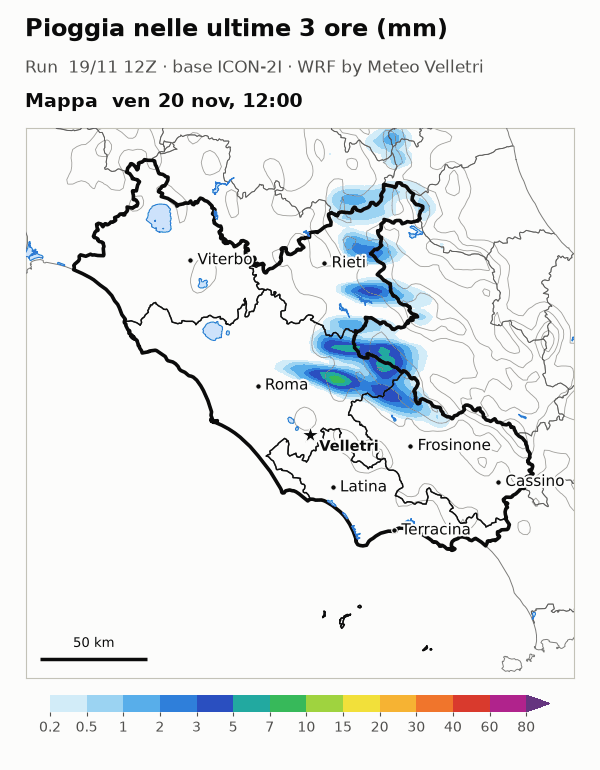 Pioggia nelle ultime 3 ore (mm)
Run  19/11 12Z · base ICON-2I · WRF by Meteo Velletri
Mappa  ven 20 nov, 12:00
Viterbo
Rieti
Roma
Velletri
Frosinone
Cassino
Latina
Terracina
50 km
0.2 0.5 1 2 3 5 7 10 15 20 30 40 60 80